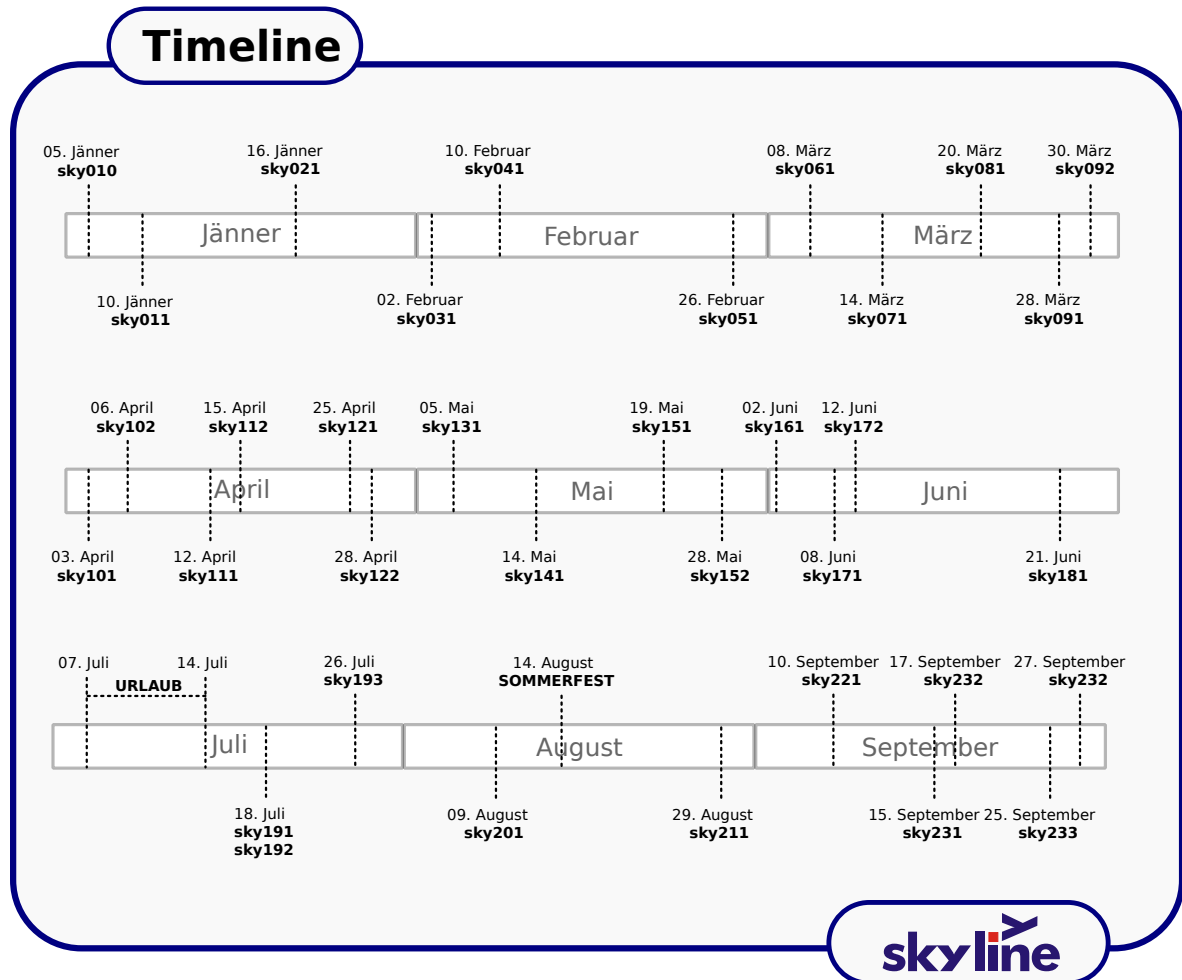 Timeline
05. Jänner
sky010
16. Jänner
sky021
10. Februar
sky041
08. März
sky061
20. März
sky081
30. März
sky092
Jänner
Februar
März
10. Jänner
sky011
02. Februar
sky031
26. Februar
sky051
14. März
sky071
28. März
sky091
06. April
sky102
15. April
sky112
25. April
sky121
05. Mai
sky131
19. Mai
sky151
02. Juni
sky161
12. Juni
sky172
April
Mai
Juni
03. April
sky101
12. April
sky111
28. April
sky122
14. Mai
sky141
28. Mai
sky152
08. Juni
sky171
21. Juni
sky181
07. Juli
14. Juli
URLAUB
26. Juli
sky193
14. August
SOMMERFEST
10. September
sky221
17. September
sky232
27. September
sky232
Juli
August
September
18. Juli
sky191
sky192
09. August
sky201
29. August
sky211
15. September
sky231
25. September
sky233
skyline